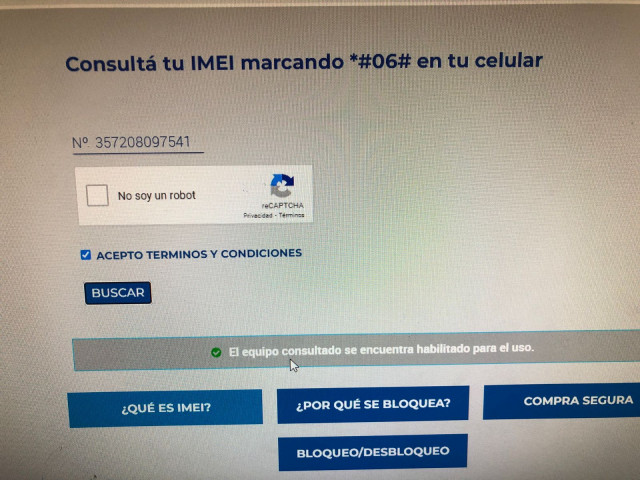 Consultá tu IMEI marcando *#06# en tu celular
Nº 357208097541
No soy un robot
reCAPTCHA
Privacidad - Términos
ACEPTO TERMINOS Y CONDICIONES
BUSCAR
El equipo consultado se encuentra habilitado para el uso.
¿QUÉ ES IMEI?
¿POR QUÉ SE BLOQUEA?
COMPRA SEGURA
BLOQUEO/DESBLOQUEO